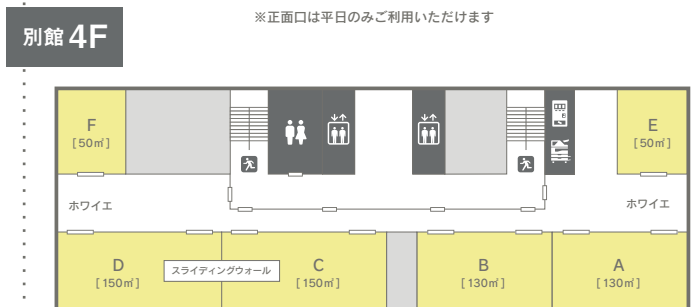 ※正面口は平日のみご利用いただけます
別館 4F
F
[50㎡]
E
[50㎡]
ホワイエ
ホワイエ
D
[150㎡]
スライディングウォール
C
[150㎡]
B
[130㎡]
A
[130㎡]